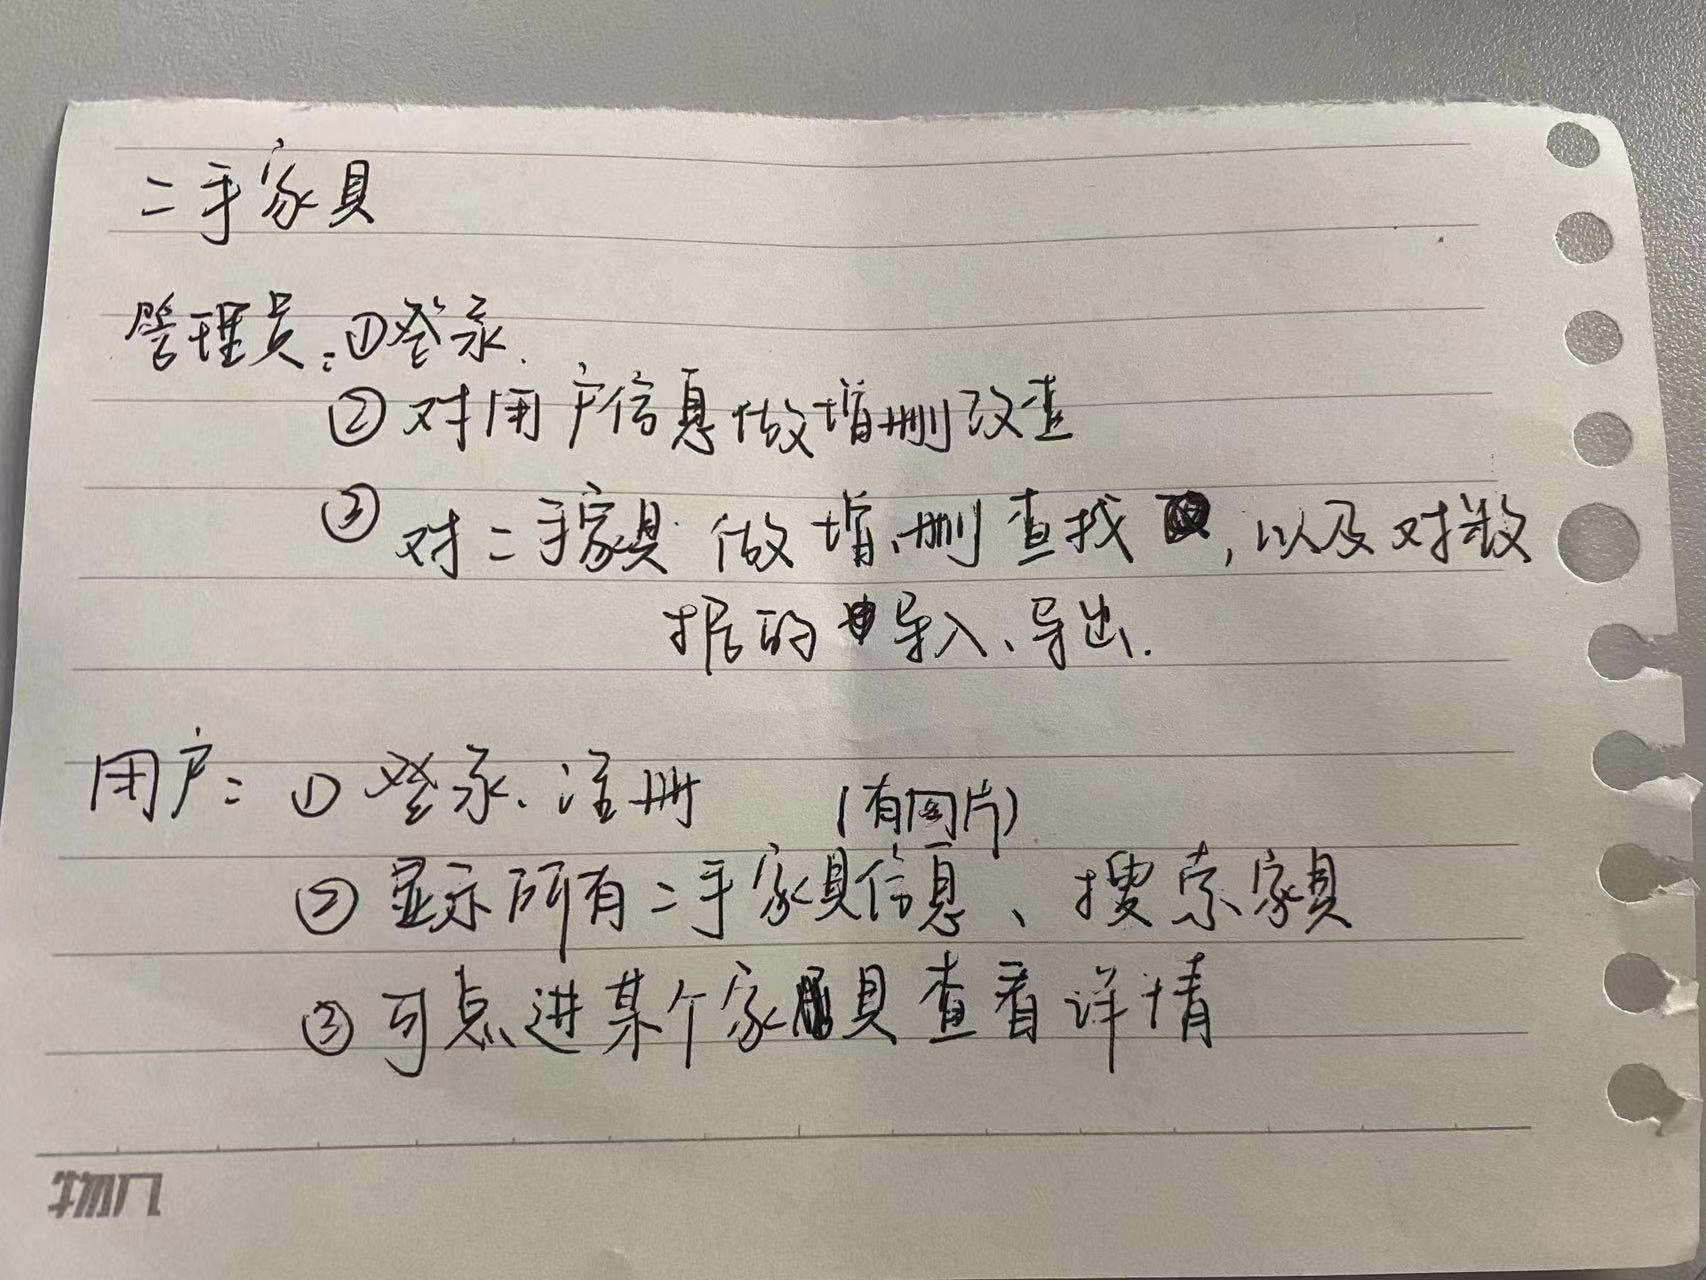 二手家具
管理员：①登录.
②对用户信息做增删改查
③对二手家具做增、删查找，以及对数
据的导入、导出.
用户：①登录、注册
（有图片）
②显示所有二手家具信息、搜索家具
③可点进某个家具查看详情